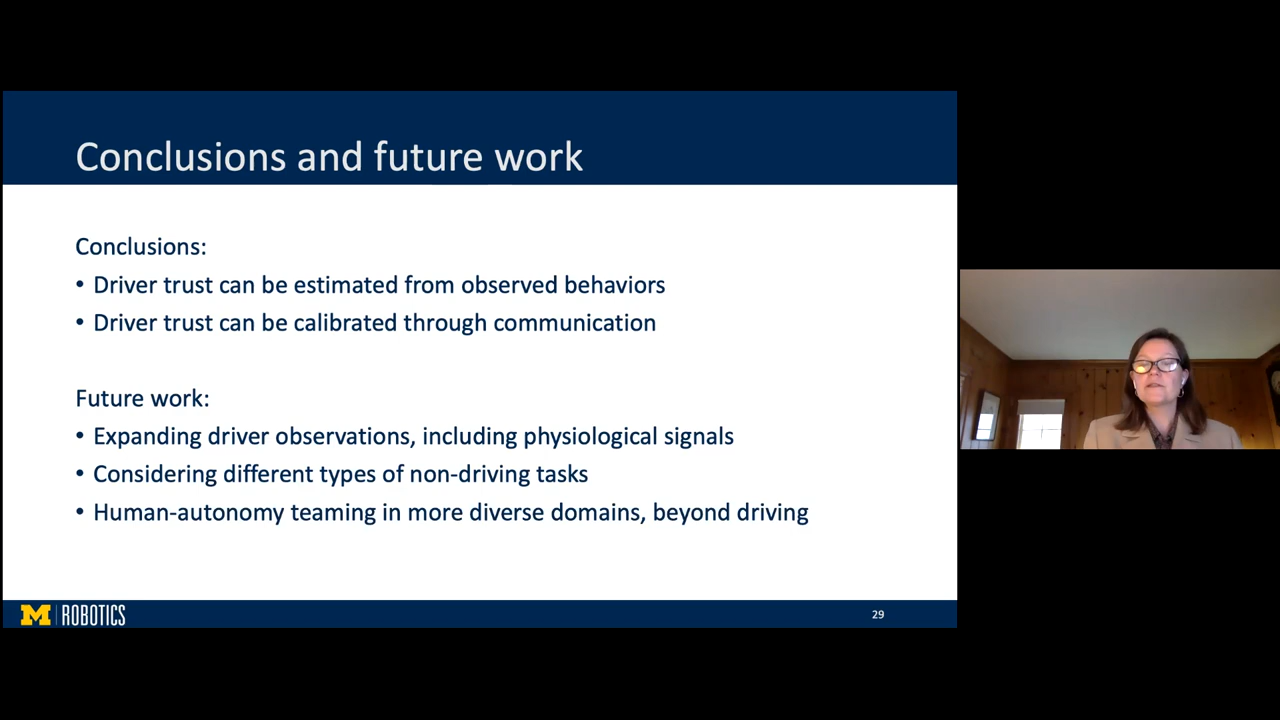 Conclusions and future work
Conclusions:
• Driver trust can be estimated from observed behaviors
• Driver trust can be calibrated through communication
Future work:
• Expanding driver observations, including physiological signals
• Considering different types of non-driving tasks
• Human-autonomy teaming in more diverse domains, beyond driving
M | ROBOTICS
29